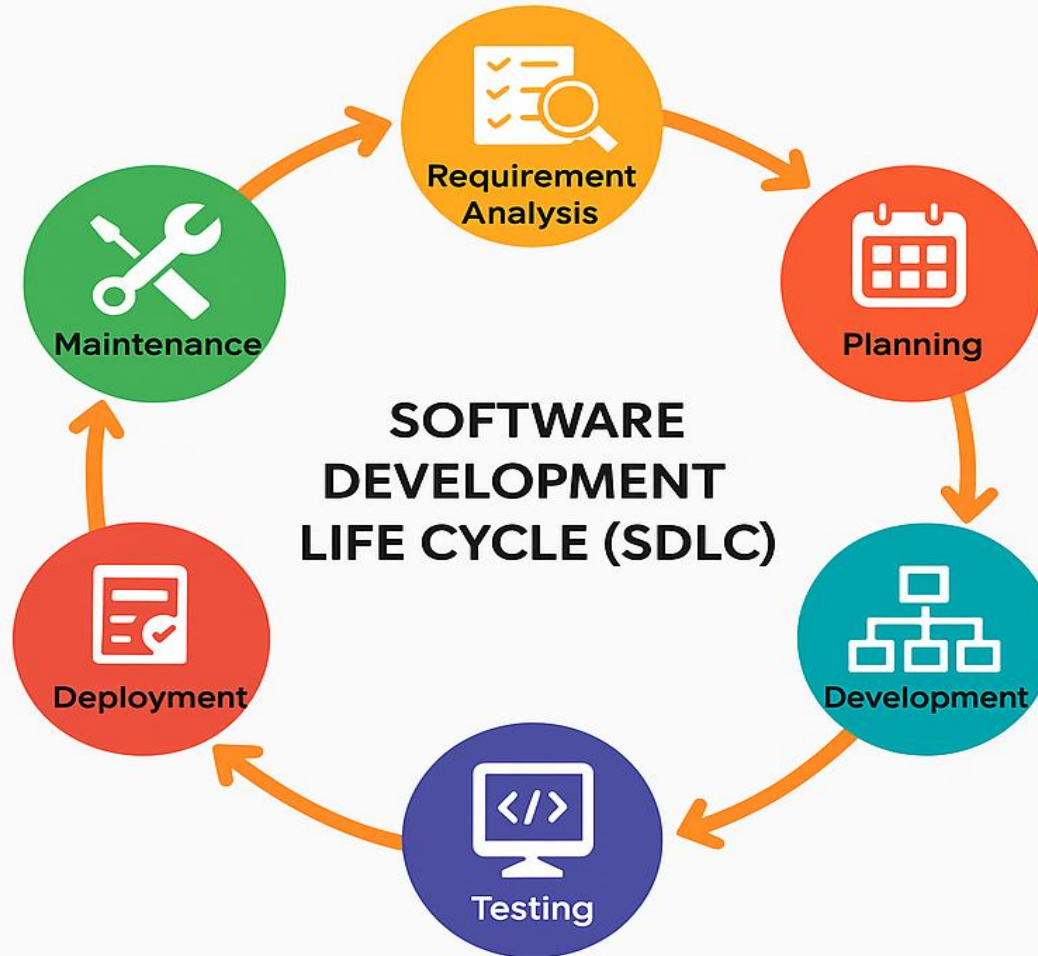 Requirement
Analysis
Planning
Development
Testing
Deployment
Maintenance
SOFTWARE
DEVELOPMENT
LIFE CYCLE (SDLC)
</>